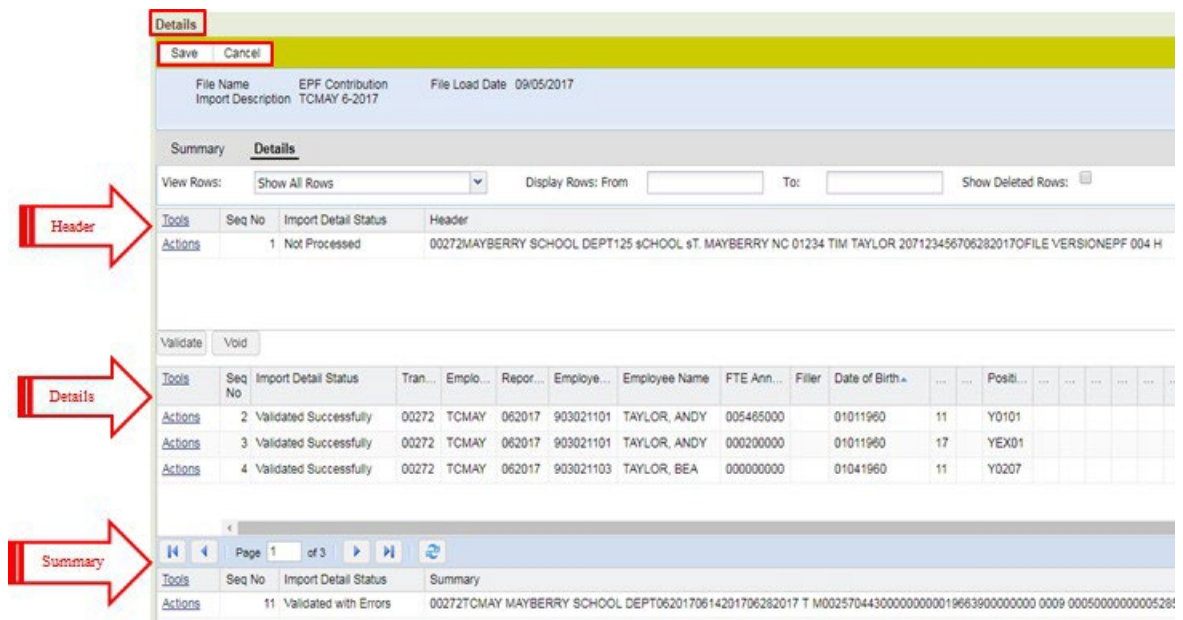 Details
Save Cancel
File Name EPF Contribution File Load Date 09/05/2017
Import Description TCMAY 6-2017
Summary Details
View Rows: Show All Rows Display Rows: From To: Show Deleted Rows:
Header
Tools Seq No Import Detail Status Header
Actions 1 Not Processed 00272MAYBERRY SCHOOL DEPT125 sCHOOL sT. MAYBERRY NC 01234 TIM TAYLOR 207123456706282017OFILE VERSIONEPF 004 H
Validate Void
Details
Tools Seq No Import Detail Status Tran... Emplo... Repor... Employe... Employee Name FTE Ann... Filler Date of Birth ... ... Positi... ... ... ... ... ...
Actions 2 Validated Successfully 00272 TCMAY 062017 903021101 TAYLOR, ANDY 005465000 01011960 11 Y0101
Actions 3 Validated Successfully 00272 TCMAY 062017 903021101 TAYLOR, ANDY 000200000 01011960 17 YEX01
Actions 4 Validated Successfully 00272 TCMAY 062017 903021103 TAYLOR, BEA 000000000 01041960 11 Y0207
Summary
Page 1 of 3
Tools Seq No Import Detail Status Summary
Actions 11 Validated with Errors 00272TCMAY MAYBERRY SCHOOL DEPT0620170614201706282017 T